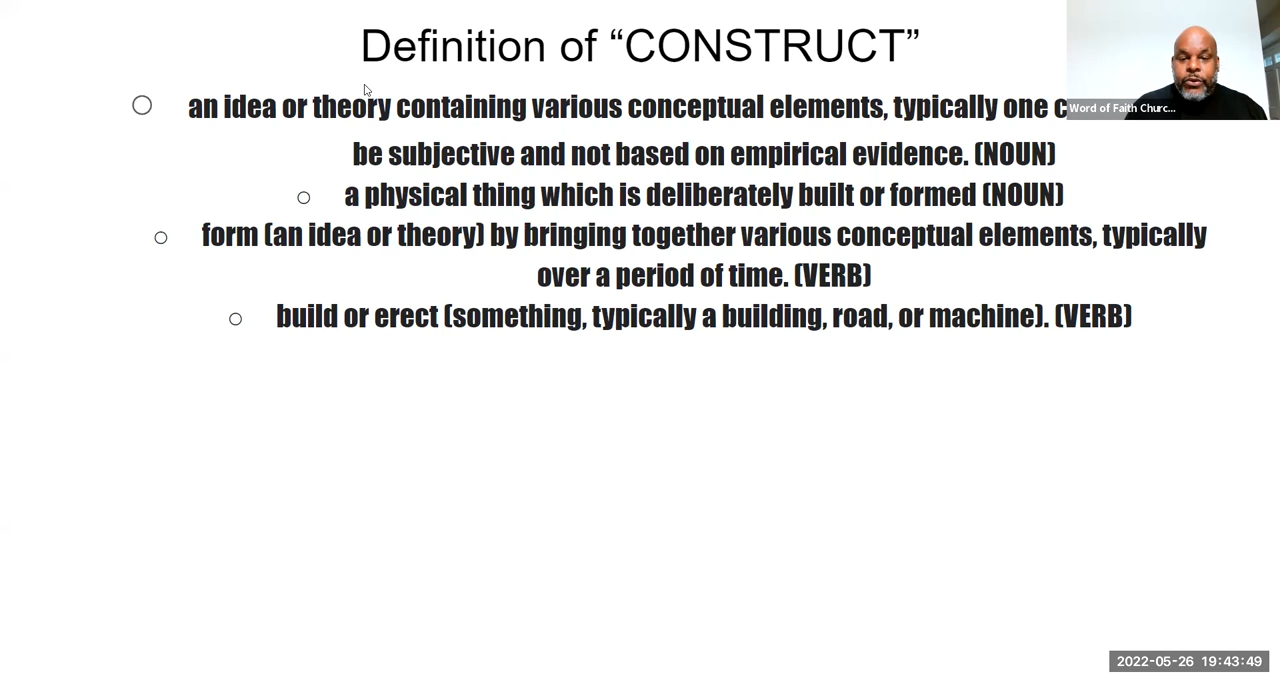 Definition of “CONSTRUCT”
an idea or theory containing various conceptual elements, typically one
be subjective and not based on empirical evidence. (NOUN)
a physical thing which is deliberately built or formed (NOUN)
form (an idea or theory) by bringing together various conceptual elements, typically
over a period of time. (VERB)
build or erect (something, typically a building, road, or machine). (VERB)
Word of Faith Churc...
2022-05-26 19:43:49